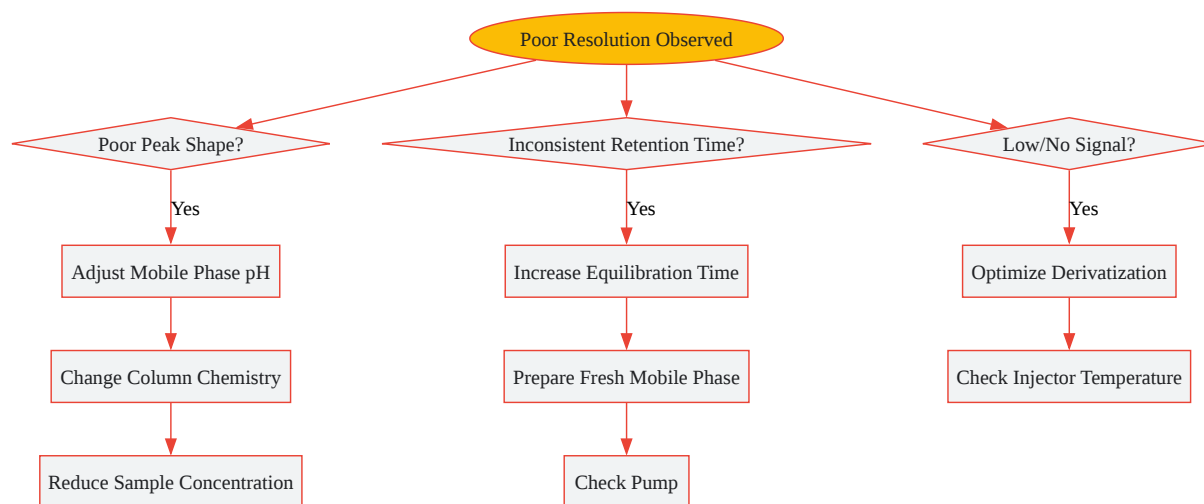 Poor Resolution Observed
Poor Peak Shape?
Inconsistent Retention Time?
Low/No Signal?
Yes
Yes
Yes
Adjust Mobile Phase pH
Increase Equilibration Time
Optimize Derivatization
Change Column Chemistry
Prepare Fresh Mobile Phase
Check Injector Temperature
Reduce Sample Concentration
Check Pump